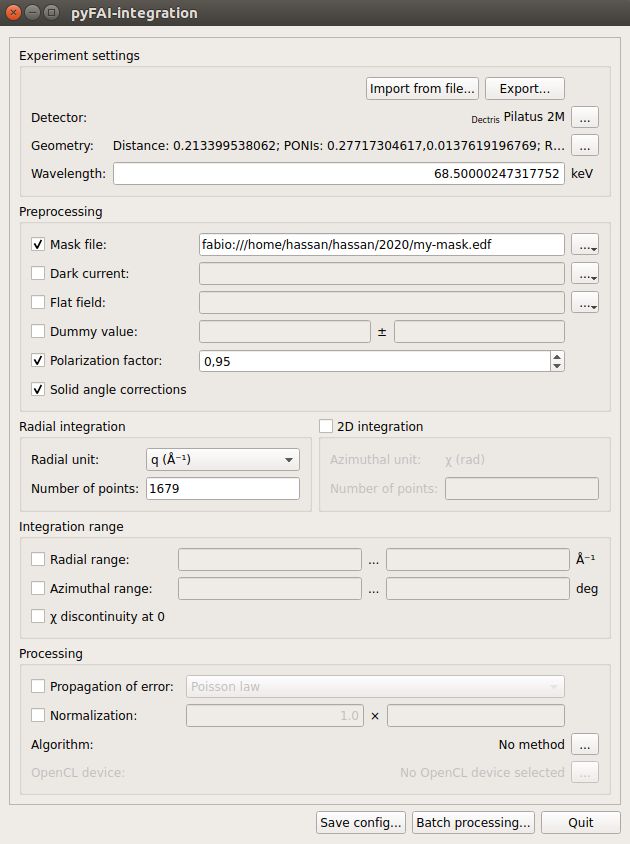 pyFAI-integration
Experiment settings
Import from file... Export...
Detector: Dectris Pilatus 2M ...
Geometry: Distance: 0.213399538062; PONIs: 0.27717304617,0.0137619196769; R... ...
Wavelength: 68.50000247317752 keV
Preprocessing
Mask file: fabio:///home/hassan/hassan/2020/my-mask.edf ...
Dark current: ...
Flat field: ...
Dummy value: ±
Polarization factor: 0,95
Solid angle corrections
Radial integration 2D integration
Radial unit: q (Å⁻¹) Azimuthal unit: χ (rad)
Number of points: 1679 Number of points:
Integration range
Radial range: ... Å⁻¹
Azimuthal range: ... deg
χ discontinuity at 0
Processing
Propagation of error: Poisson law
Normalization: 1.0 ×
Algorithm: No method ...
OpenCL device: No OpenCL device selected ...
Save config... Batch processing... Quit